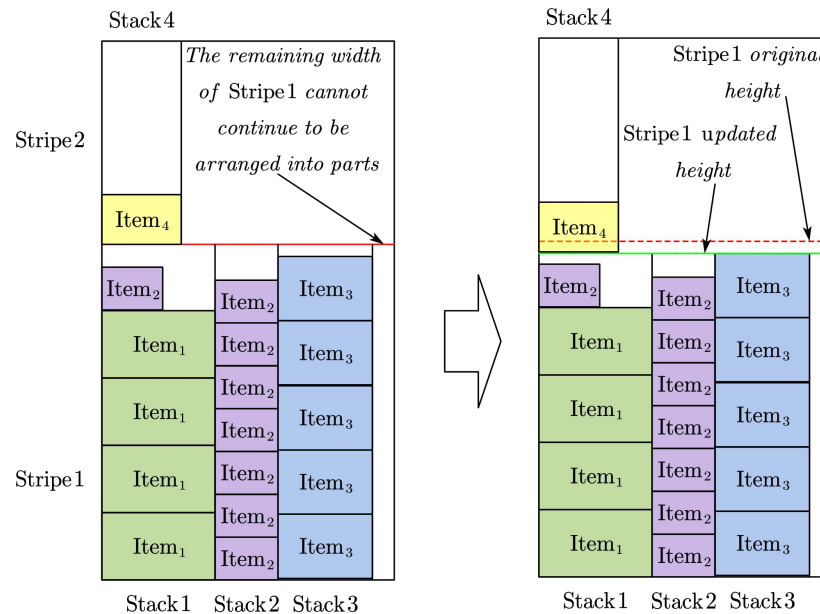 Stack4
The remaining width
of Stripe1 cannot
continue to be
arranged into parts
Stripe2
Item4
Item2
Item1
Item1
Item1
Item1
Item2
Item2
Item2
Item2
Item2
Item2
Item2
Item3
Item3
Item3
Item3
Item3
Stripe1
Stack1 Stack2 Stack3
Stack4
Stripe1 original
height
Stripe1 updated
height
Item4
Item2
Item1
Item1
Item1
Item1
Item2
Item2
Item2
Item2
Item2
Item2
Item2
Item3
Item3
Item3
Item3
Item3
Stack1 Stack2 Stack3